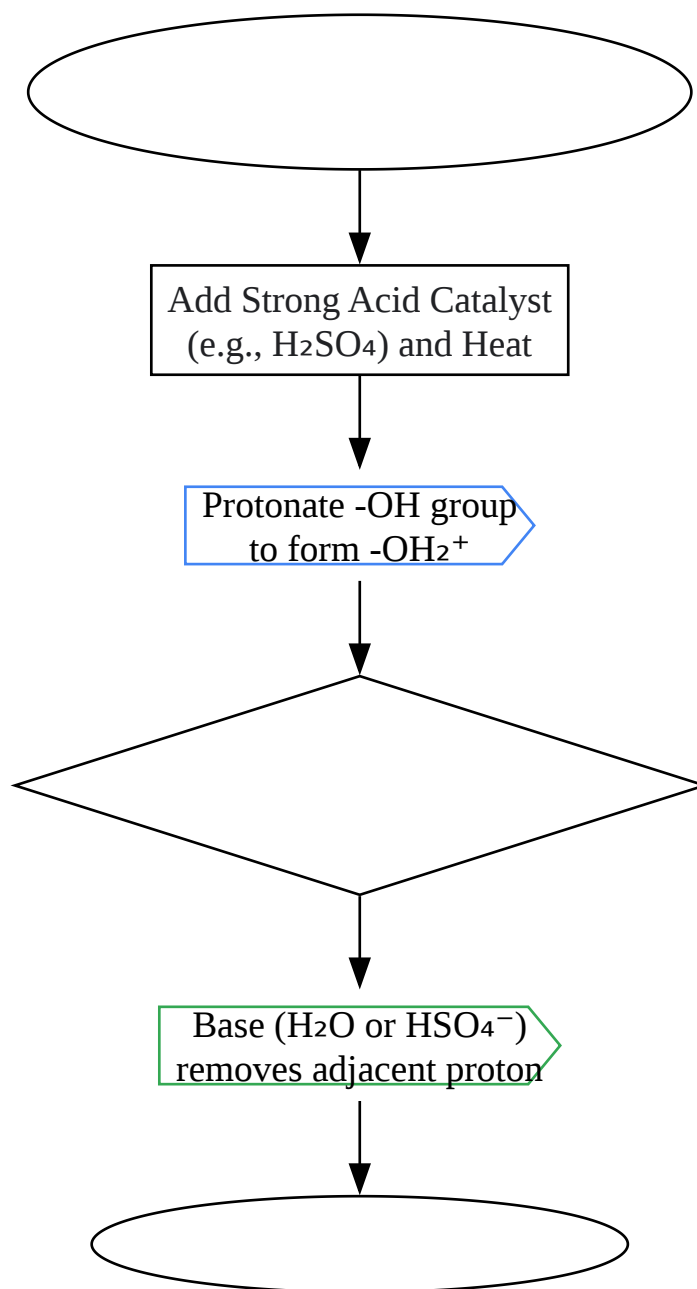 Add Strong Acid Catalyst
(e.g., H₂SO₄) and Heat
Protonate -OH group
to form -OH₂⁺
Base (H₂O or HSO₄⁻)
removes adjacent proton